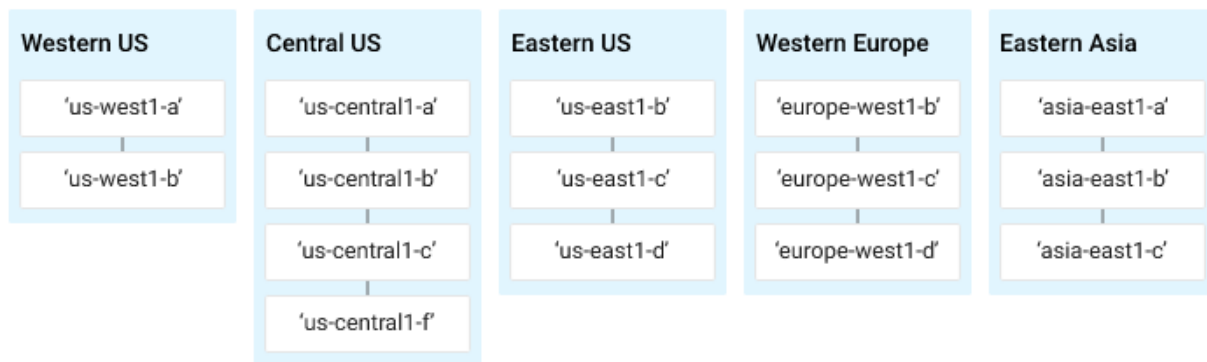 Western US
‘us-west1-a’
‘us-west1-b’
Central US
‘us-central1-a’
‘us-central1-b’
‘us-central1-c’
‘us-central1-f’
Eastern US
‘us-east1-b’
‘us-east1-c’
‘us-east1-d’
Western Europe
‘europe-west1-b’
‘europe-west1-c’
‘europe-west1-d’
Eastern Asia
‘asia-east1-a’
‘asia-east1-b’
‘asia-east1-c’